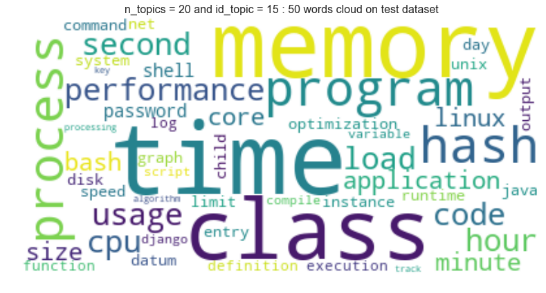 n_topics = 20 and id_topic = 15 : 50 words cloud on test dataset
command net
second
memory
day
system
unix
key
shell
process
performance
program
output
password
core
linux
log
optimization
processing
variable
hash
child
time
bash
graph
load
script
disk
application
speed
algorithm
limit
compile
instance
runtime
java
usage
class
code
entry
hour
size
cpu
django
minute
datum
function
definition
execution
track